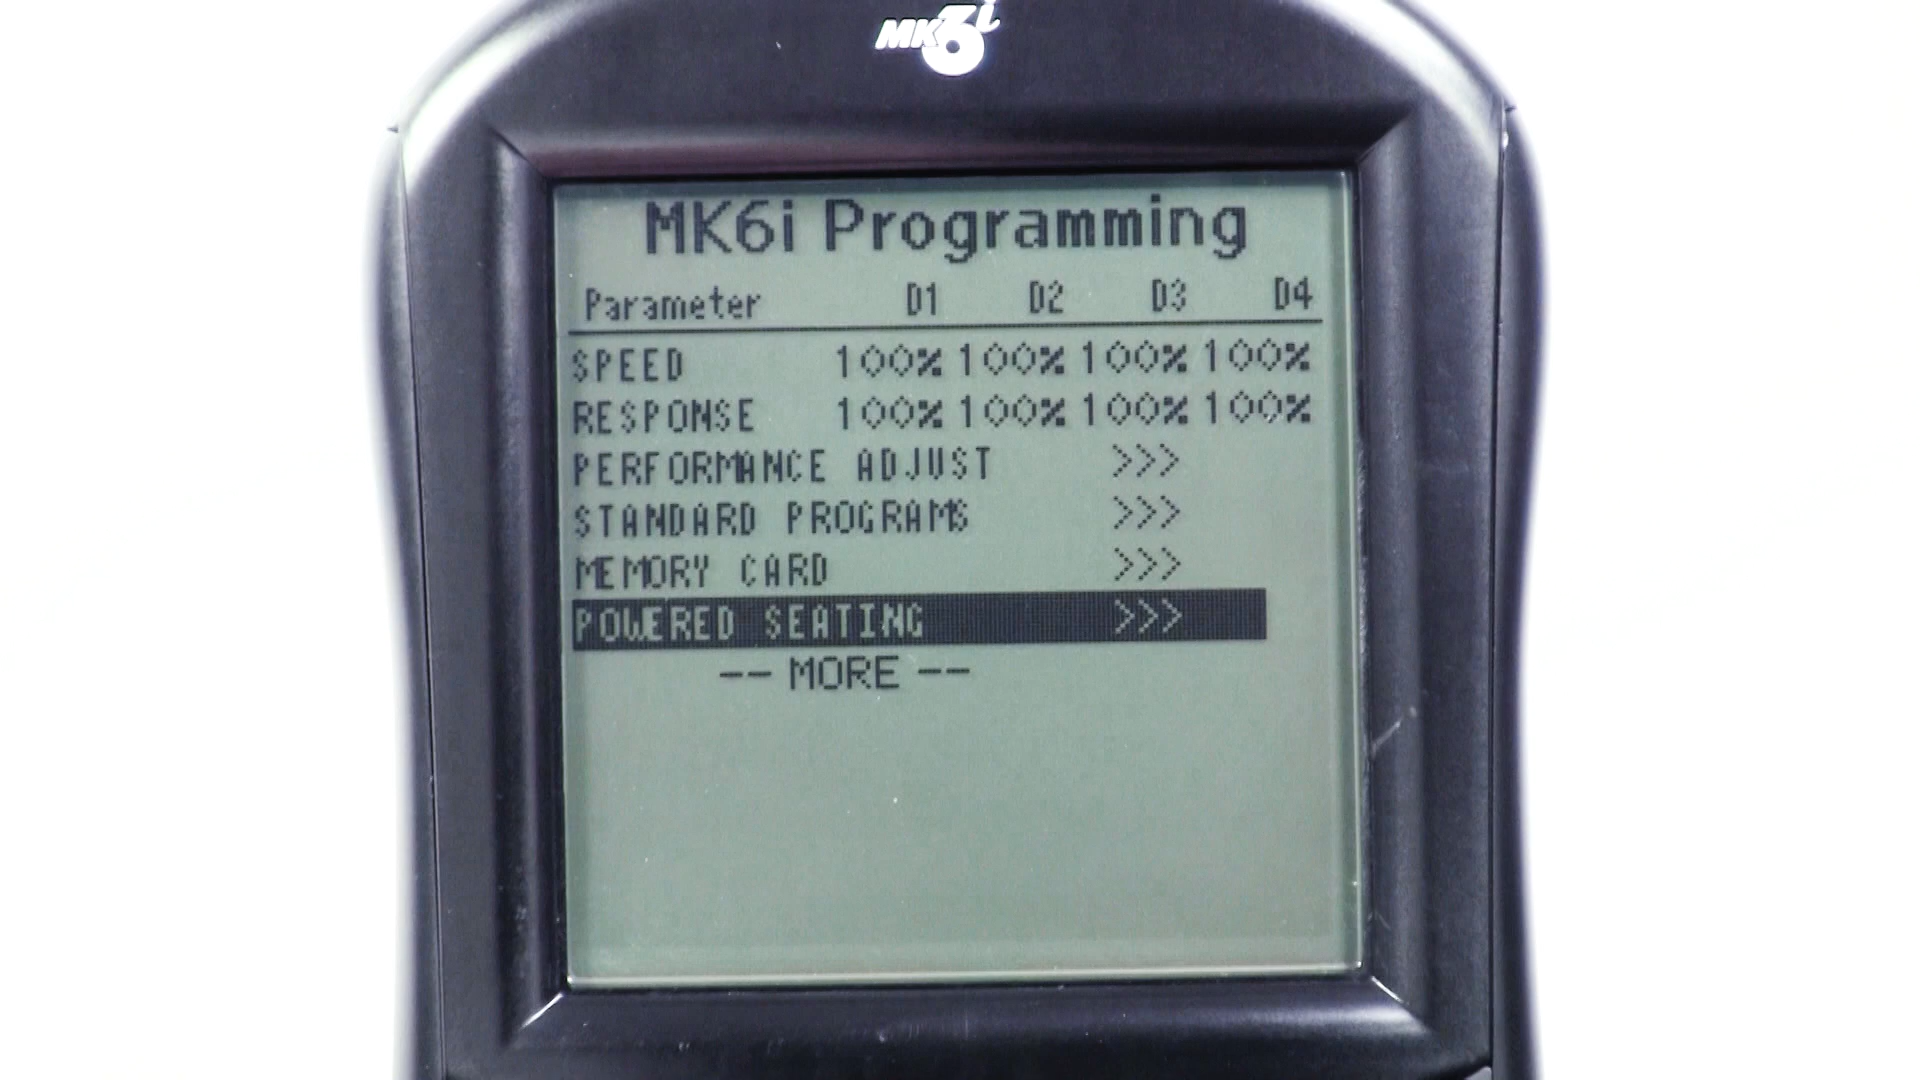 MK6i
MK6i Programming
Parameter D1 D2 D3 D4
SPEED 100% 100% 100% 100%
RESPONSE 100% 100% 100% 100%
PERFORMANCE ADJUST >>>
STANDARD PROGRAMS >>>
MEMORY CARD >>>
POWERED SEATING >>>
-- MORE --